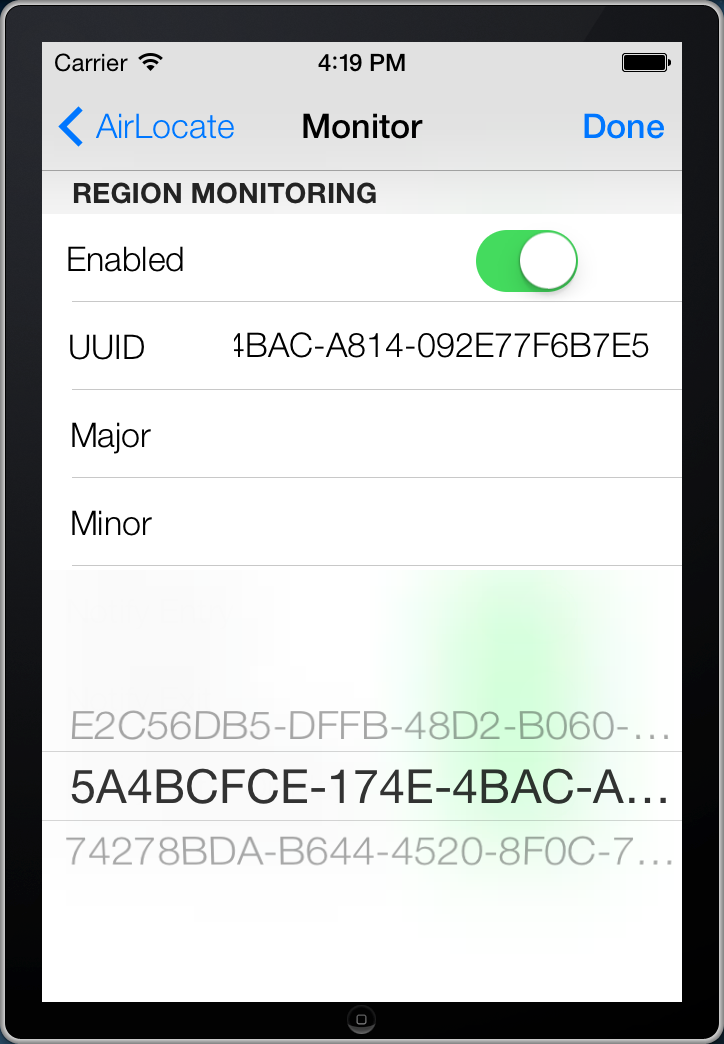 Carrier 4:19 PM
AirLocate Monitor Done
REGION MONITORING
Enabled
UUID 4BAC-A814-092E77F6B7E5
Major
Minor
E2C56DB5-DFFB-48D2-B060-...
5A4BCFCE-174E-4BAC-A...
74278BDA-B644-4520-8F0C-7...